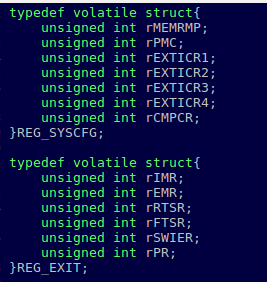 typedef volatile struct{
    unsigned int rMEMRMP;
    unsigned int rPMC;
    unsigned int rEXTICR1;
    unsigned int rEXTICR2;
    unsigned int rEXTICR3;
    unsigned int rEXTICR4;
    unsigned int rCMPCR;
}REG_SYSCFG;

typedef volatile struct{
    unsigned int rIMR;
    unsigned int rEMR;
    unsigned int rRTSR;
    unsigned int rFTSR;
    unsigned int rSWIER;
    unsigned int rPR;
}REG_EXIT;